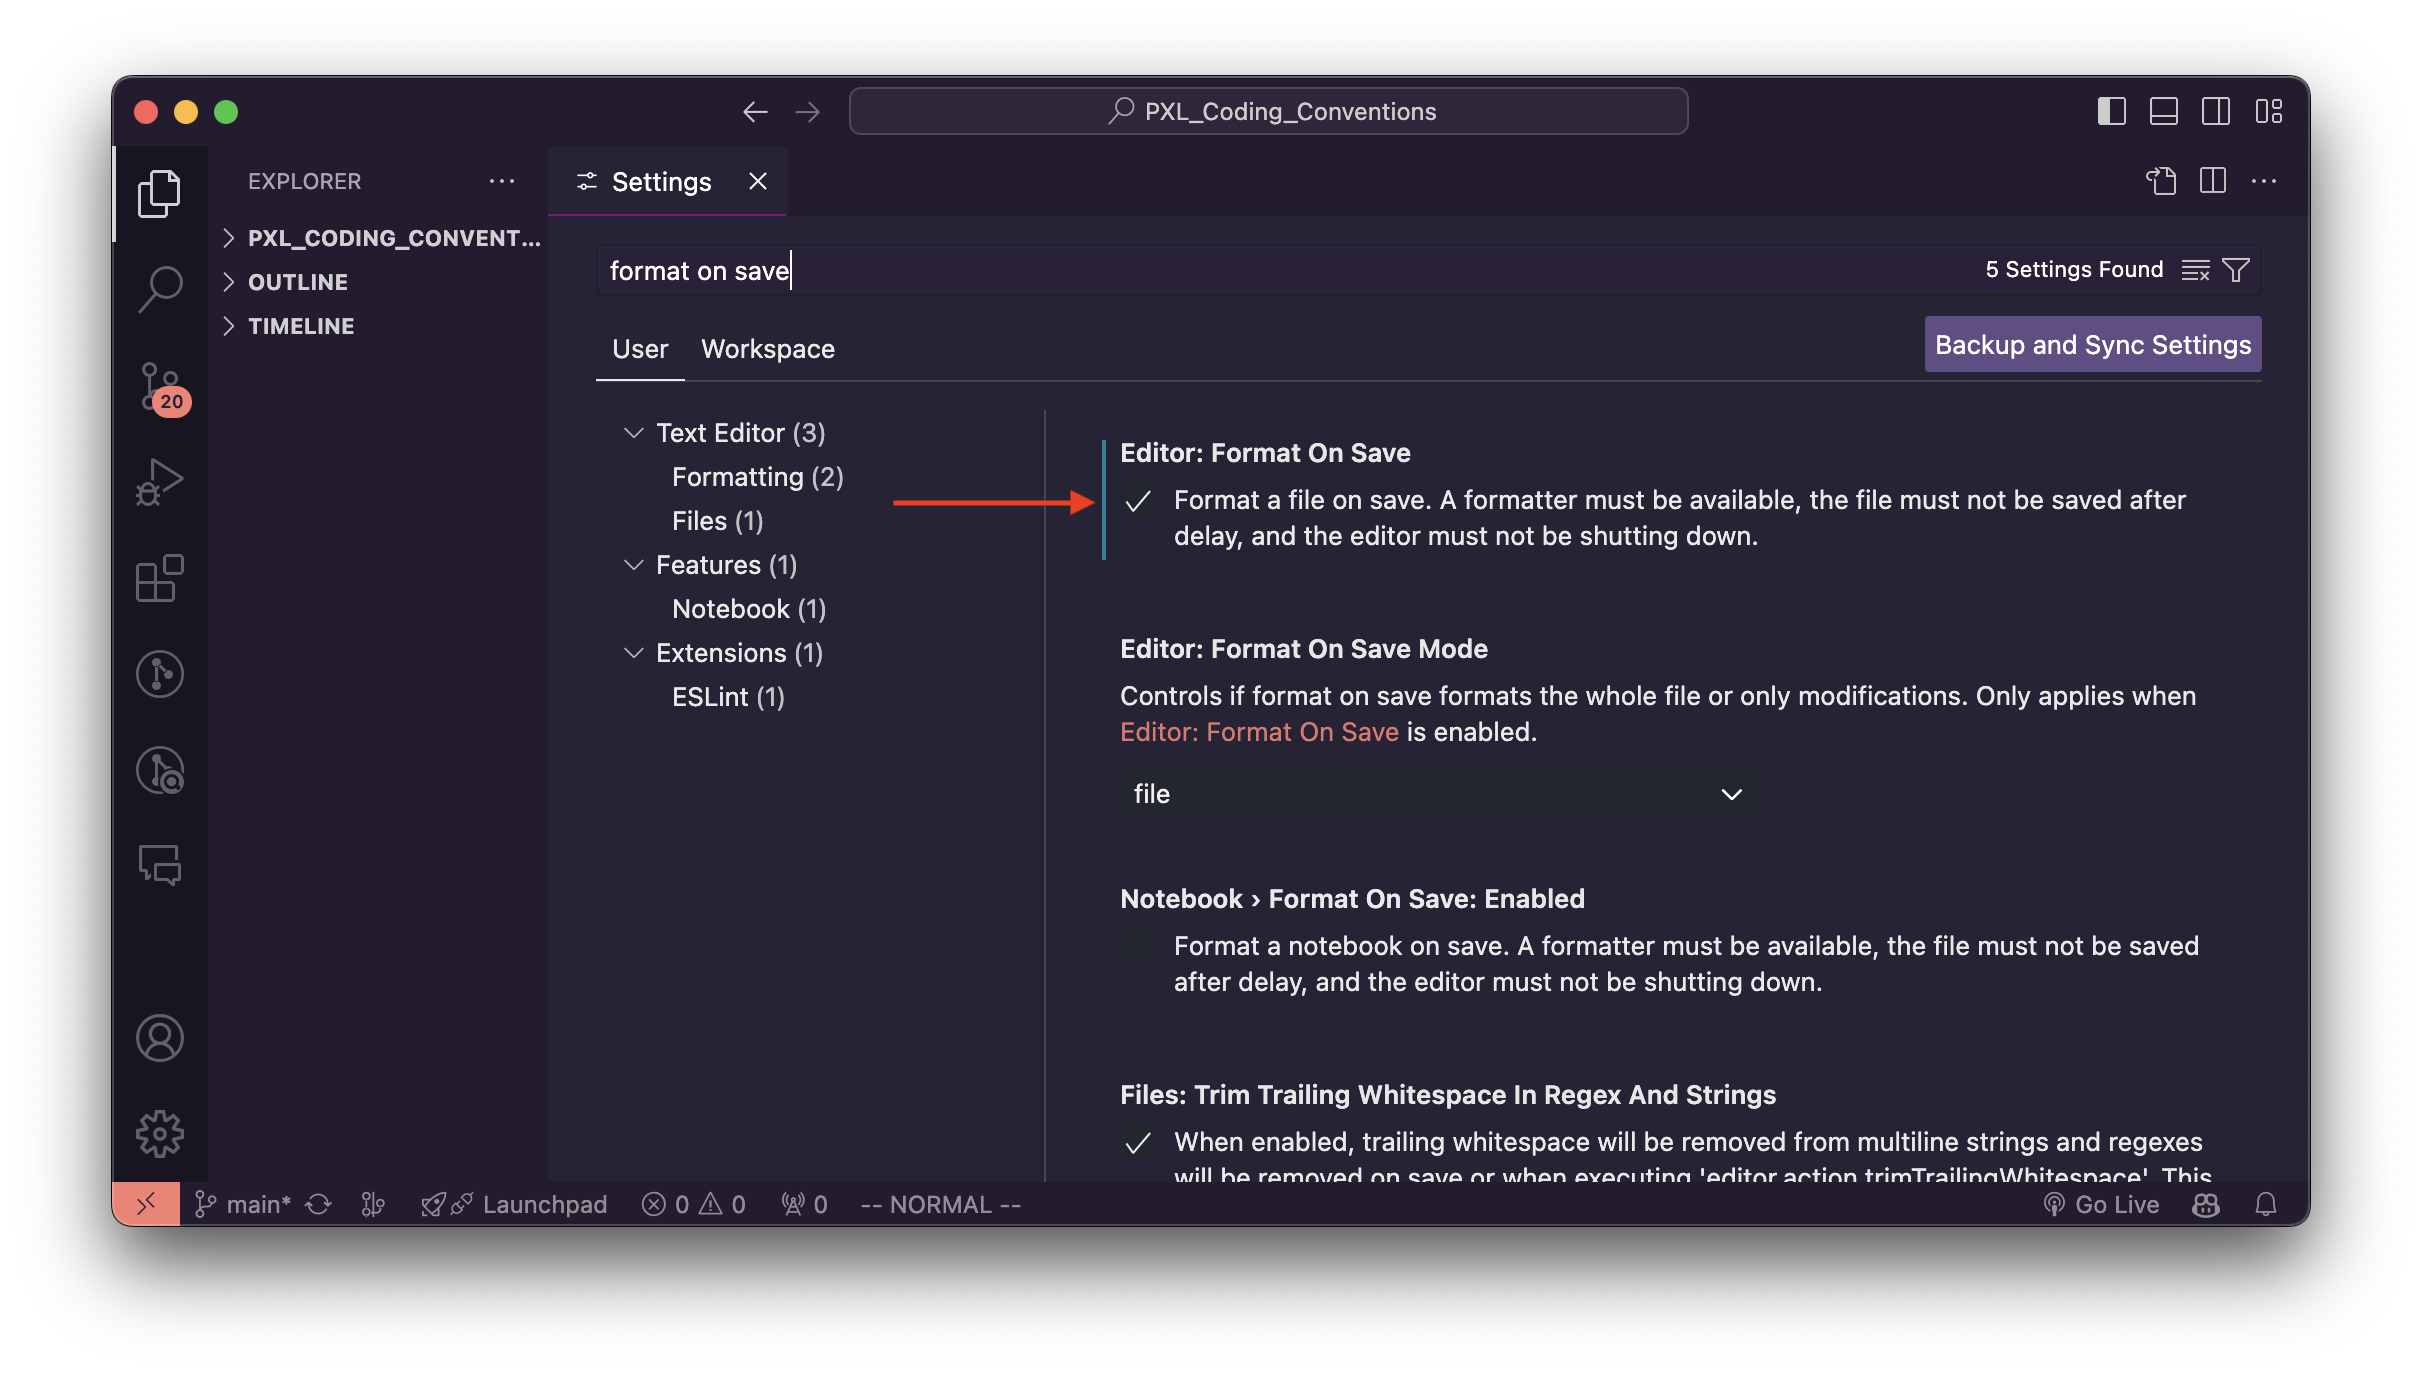 PXL_Coding_Conventions
EXPLORER
Settings
PXL_CODING_CONVENT...
OUTLINE
TIMELINE
format on save
5 Settings Found
User
Workspace
Backup and Sync Settings
20
Text Editor (3)
Formatting (2)
Files (1)
Features (1)
Notebook (1)
Extensions (1)
ESLint (1)
Editor: Format On Save
Format a file on save. A formatter must be available, the file must not be saved after
delay, and the editor must not be shutting down.
Editor: Format On Save Mode
Controls if format on save formats the whole file or only modifications. Only applies when
Editor: Format On Save is enabled.
file
Notebook › Format On Save: Enabled
Format a notebook on save. A formatter must be available, the file must not be saved
after delay, and the editor must not be shutting down.
Files: Trim Trailing Whitespace In Regex And Strings
When enabled, trailing whitespace will be removed from multiline strings and regexes
will be removed on save or when executing 'editor.action.trimTrailingWhitespace'. This
main*
Launchpad
0
0
0
-- NORMAL --
Go Live